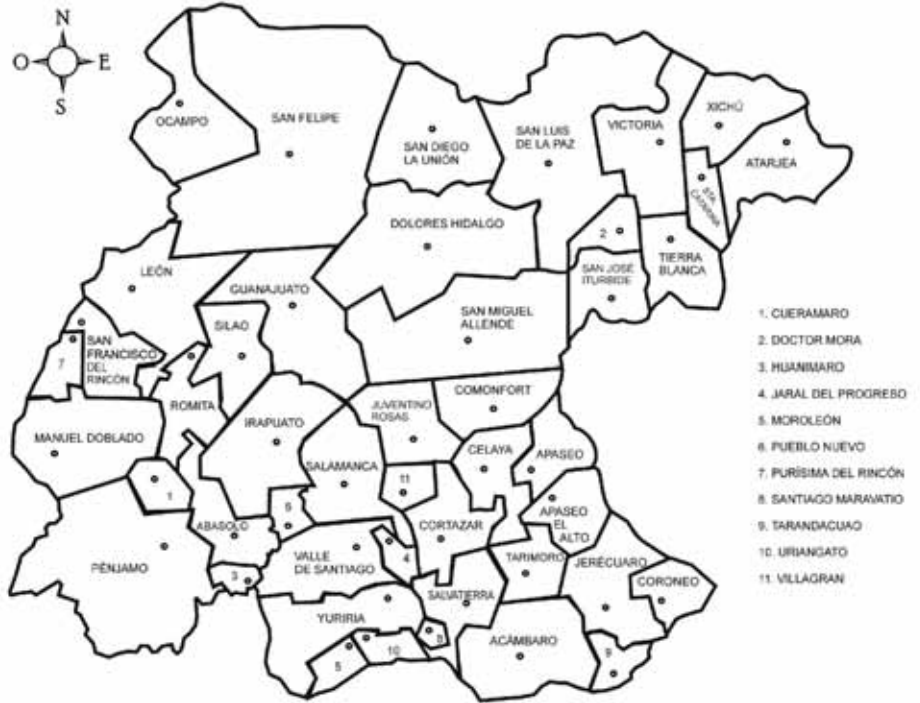 N
O E
S
OCAMPO
SAN FELIPE
SAN DIEGO
LA UNIÓN
SAN LUIS
DE LA PAZ
VICTORIA
XICHÚ
ATARJEA
STA.
CATARINA
DOLORES HIDALGO
2
TIERRA
BLANCA
SAN JOSÉ
ITURBIDE
LEÓN
GUANAJUATO
SILAO
SAN MIGUEL
ALLENDE
SAN
FRANCISCO
DEL
RINCÓN
7
ROMITA
MANUEL DOBLADO
IRAPUATO
JUVENTINO
ROSAS
COMONFORT
CELAYA
APASEO
SALAMANCA
11
1
6
ABASOLO
CORTAZAR
APASEO
EL
ALTO
PÉNJAMO
3
VALLE
DE SANTIAGO
4
TARIMORO
JERÉCUARO
CORONEO
SALVATIERRA
YURIRIA
8
ACÁMBARO
5
10
9
1. CUERAMARO
2. DOCTOR MORA
3. HUANIMARO
4. JARAL DEL PROGRESO
5. MOROLEÓN
6. PUEBLO NUEVO
7. PURÍSIMA DEL RINCÓN
8. SANTIAGO MARAVATIO
9. TARANDACUAO
10. URIANGATO
11. VILLAGRAN